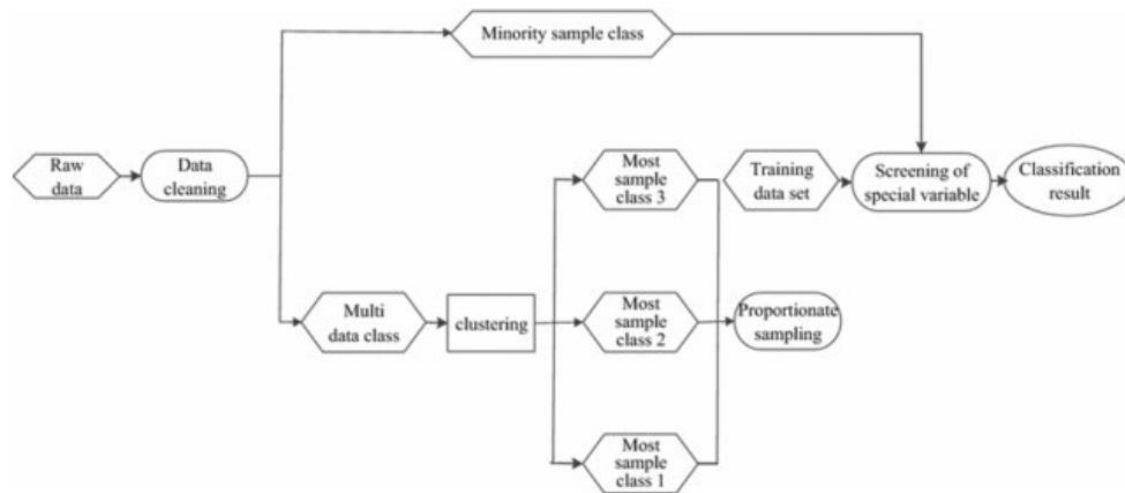 Minority sample class
Raw
data
Data
cleaning
Most
sample
class 3
Training
data set
Screening of
special variable
Classification
result
Multi
data class
clustering
Most
sample
class 2
Proportionate
sampling
Most
sample
class 1